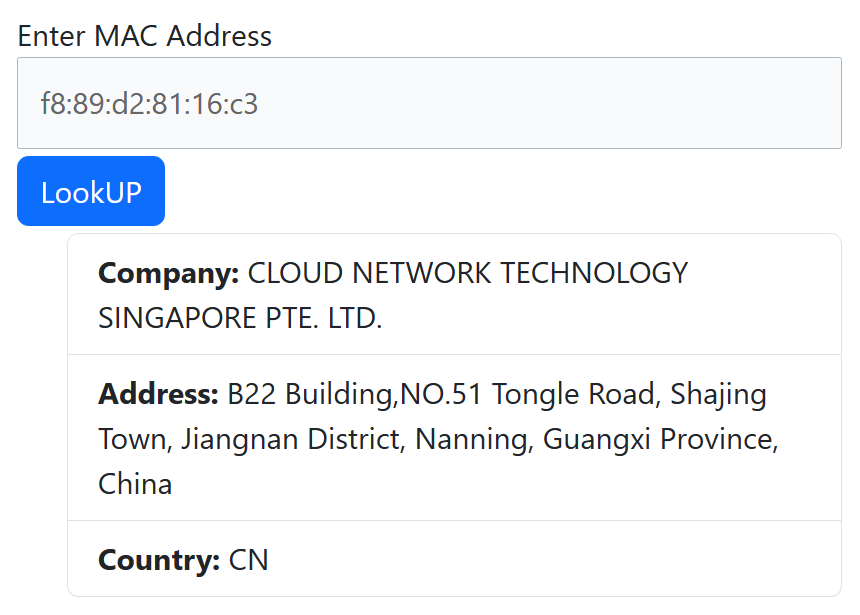 Enter MAC Address
f8:89:d2:81:16:c3
LookUP
Company: CLOUD NETWORK TECHNOLOGY
SINGAPORE PTE. LTD.
Address: B22 Building,NO.51 Tongle Road, Shajing
Town, Jiangnan District, Nanning, Guangxi Province,
China
Country: CN